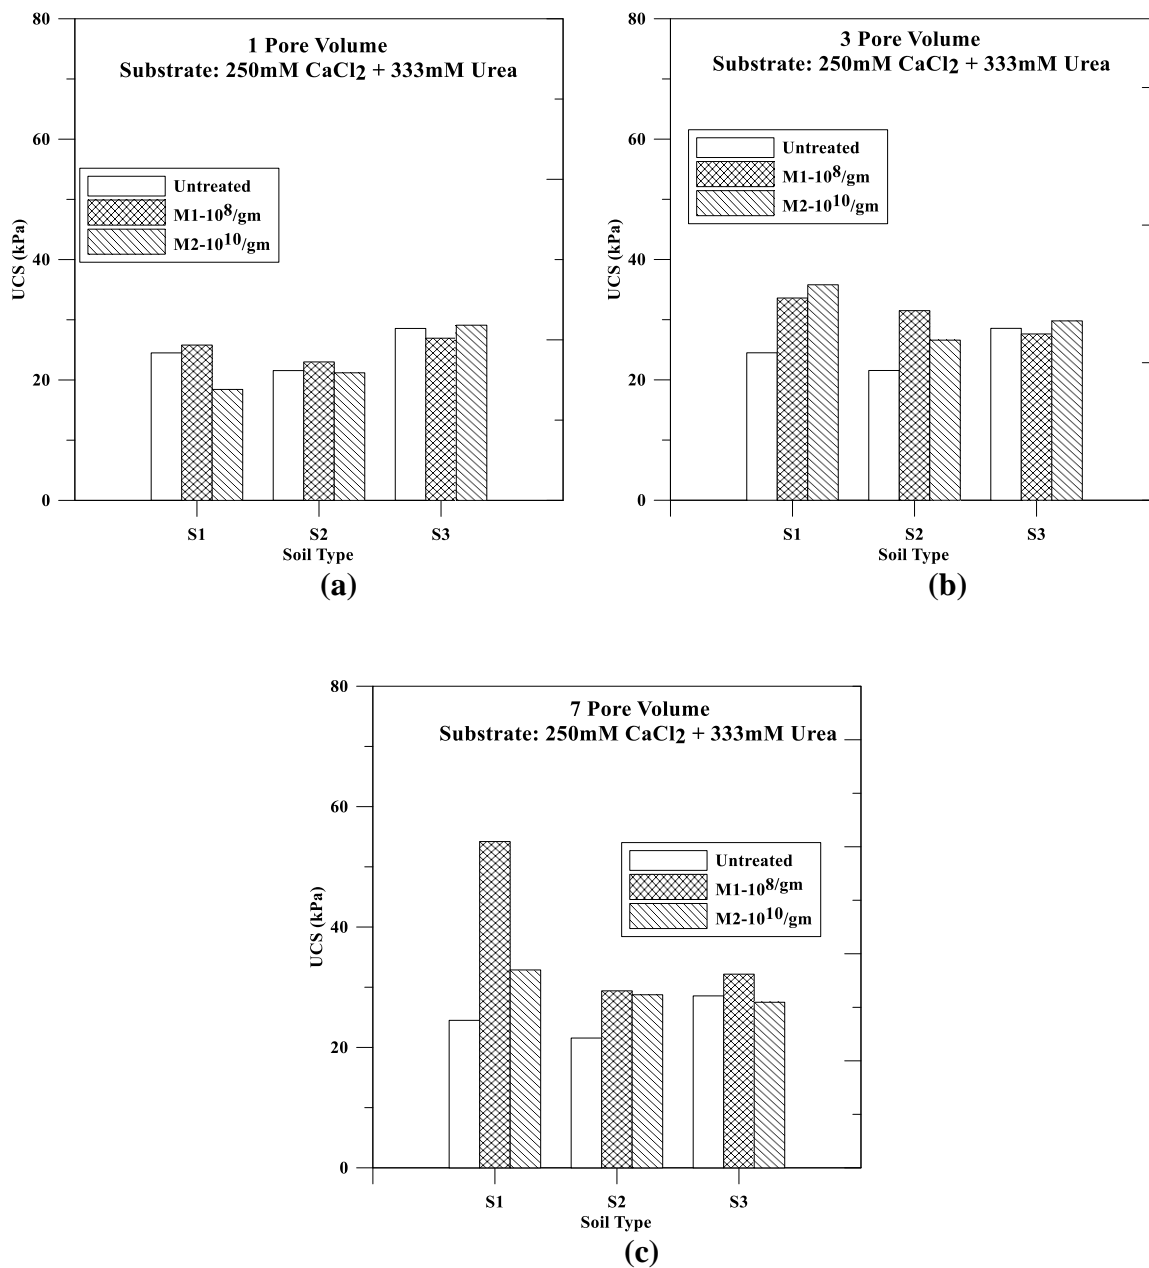 1 Pore Volume
Substrate: 250mM CaCl2 + 333mM Urea
80
60
40
20
0
UCS (kPa)
Untreated
M1-10^8/gm
M2-10^10/gm
S1 S2 S3
Soil Type
(a)
3 Pore Volume
Substrate: 250mM CaCl2 + 333mM Urea
80
60
40
20
0
UCS (kPa)
Untreated
M1-10^8/gm
M2-10^10/gm
S1 S2 S3
Soil Type
(b)
7 Pore Volume
Substrate: 250mM CaCl2 + 333mM Urea
80
60
40
20
0
UCS (kPa)
Untreated
M1-10^8/gm
M2-10^10/gm
S1 S2 S3
Soil Type
(c)